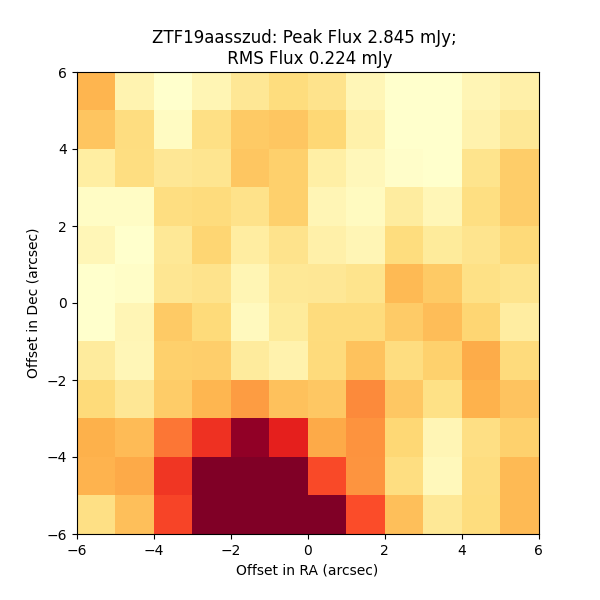 ZTF19aasszud: Peak Flux 2.845 mJy;
RMS Flux 0.224 mJy
6
4
2
0
−2
−4
−6
Offset in Dec (arcsec)
−6 −4 −2 0 2 4 6
Offset in RA (arcsec)